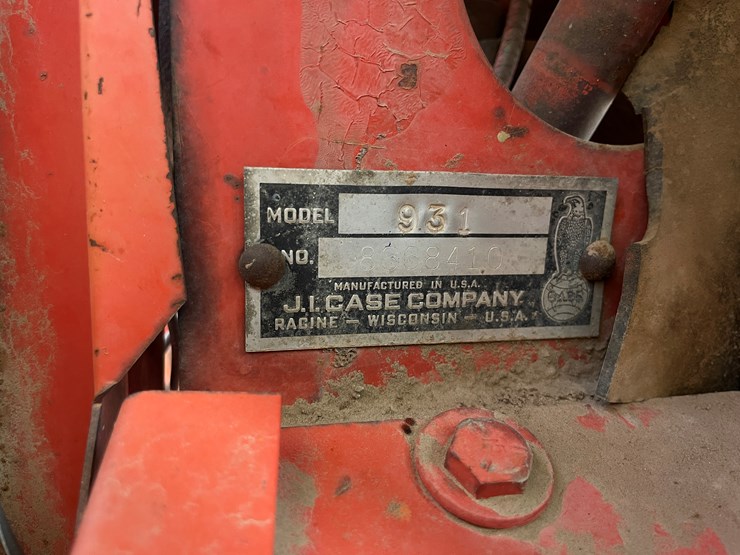 MODEL 931
NO.
MANUFACTURED IN U.S.A.
J.I. CASE COMPANY
RACINE — WISCONSIN — U.S.A.
CASE